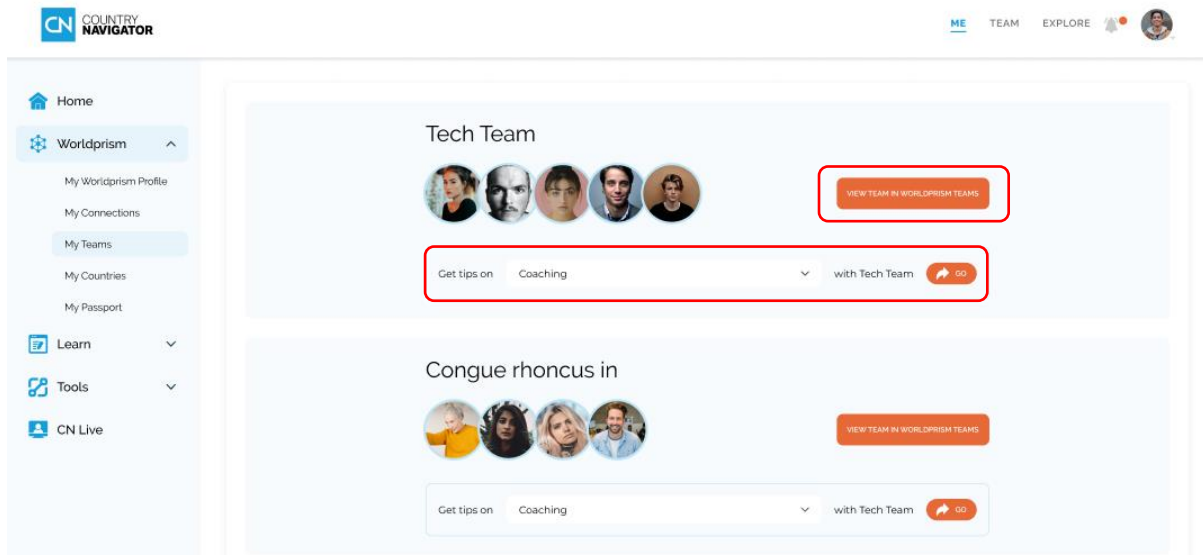 CN COUNTRY
NAVIGATOR
ME TEAM EXPLORE
Home
Worldprism
My Worldprism Profile
My Connections
My Teams
My Countries
My Passport
Learn
Tools
CN Live
Tech Team
VIEW TEAM IN WORLDPRISM TEAMS
Get tips on Coaching with Tech Team GO
Congue rhoncus in
VIEW TEAM IN WORLDPRISM TEAMS
Get tips on Coaching with Tech Team GO